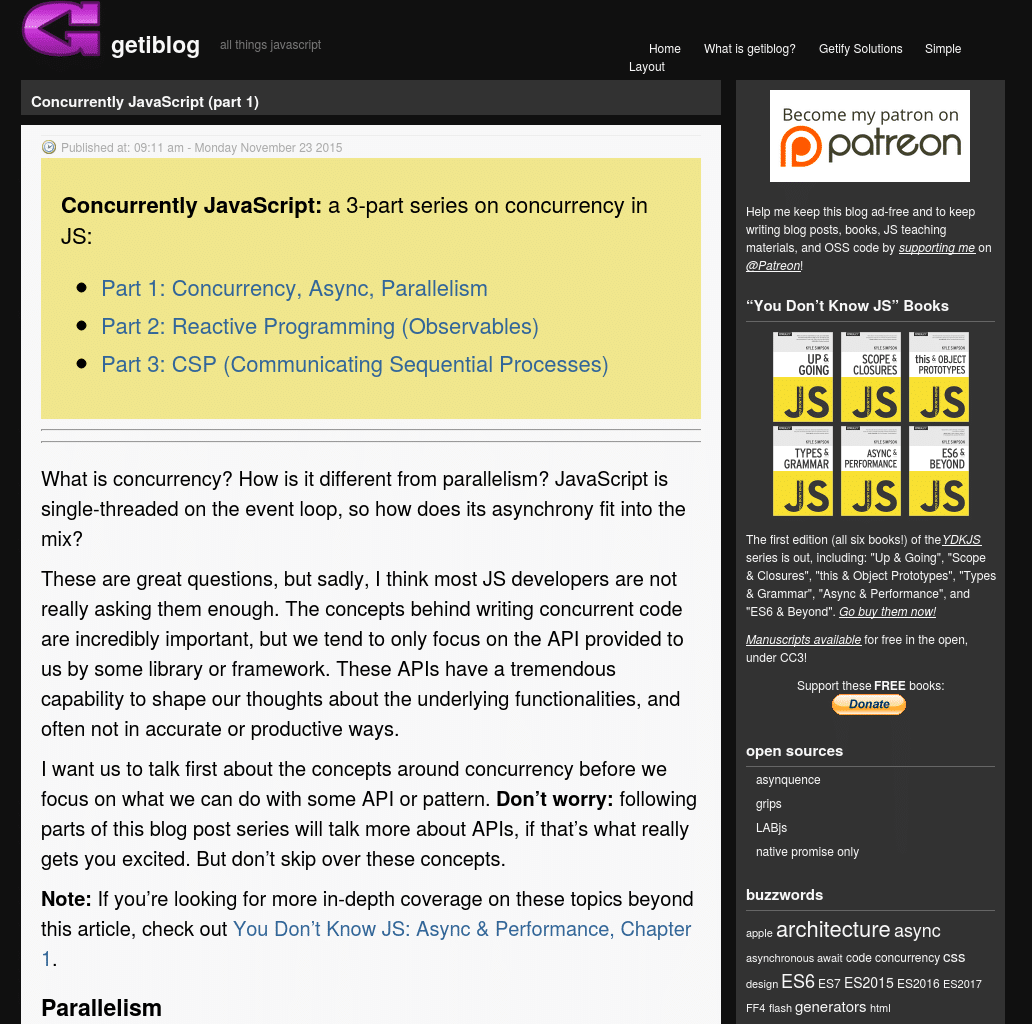 getiblog
all things javascript
Home What is getiblog? Getify Solutions Simple
Layout
Concurrently JavaScript (part 1)
Published at: 09:11 am - Monday November 23 2015
Concurrently JavaScript: a 3-part series on concurrency in
JS:
Part 1: Concurrency, Async, Parallelism
Part 2: Reactive Programming (Observables)
Part 3: CSP (Communicating Sequential Processes)
What is concurrency? How is it different from parallelism? JavaScript is
single-threaded on the event loop, so how does its asynchrony fit into the
mix?
These are great questions, but sadly, I think most JS developers are not
really asking them enough. The concepts behind writing concurrent code
are incredibly important, but we tend to only focus on the API provided to
us by some library or framework. These APIs have a tremendous
capability to shape our thoughts about the underlying functionalities, and
often not in accurate or productive ways.
I want us to talk first about the concepts around concurrency before we
focus on what we can do with some API or pattern. Don’t worry: following
parts of this blog post series will talk more about APIs, if that’s what really
gets you excited. But don’t skip over these concepts.
Note: If you’re looking for more in-depth coverage on these topics beyond
this article, check out You Don’t Know JS: Async & Performance, Chapter
1.
Parallelism
Become my patron on
patreon
Help me keep this blog ad-free and to keep
writing blog posts, books, JS teaching
materials, and OSS code by supporting me on
@Patreon!
“You Don’t Know JS” Books
KYLE SIMPSON
UP &
GOING
JS
KYLE SIMPSON
SCOPE &
CLOSURES
JS
KYLE SIMPSON
this & OBJECT
PROTOTYPES
JS
KYLE SIMPSON
TYPES &
GRAMMAR
JS
KYLE SIMPSON
ASYNC &
PERFORMANCE
JS
KYLE SIMPSON
ES6 &
BEYOND
JS
The first edition (all six books!) of theYDKJS
series is out, including: "Up & Going", "Scope
& Closures", "this & Object Prototypes", "Types
& Grammar", "Async & Performance", and
"ES6 & Beyond". Go buy them now!
Manuscripts available for free in the open,
under CC3!
Support these FREE books:
Donate
open sources
asynquence
grips
LABjs
native promise only
buzzwords
apple architecture async
asynchronous await code concurrency css
design ES6 ES7 ES2015 ES2016 ES2017
FF4 flash generators html